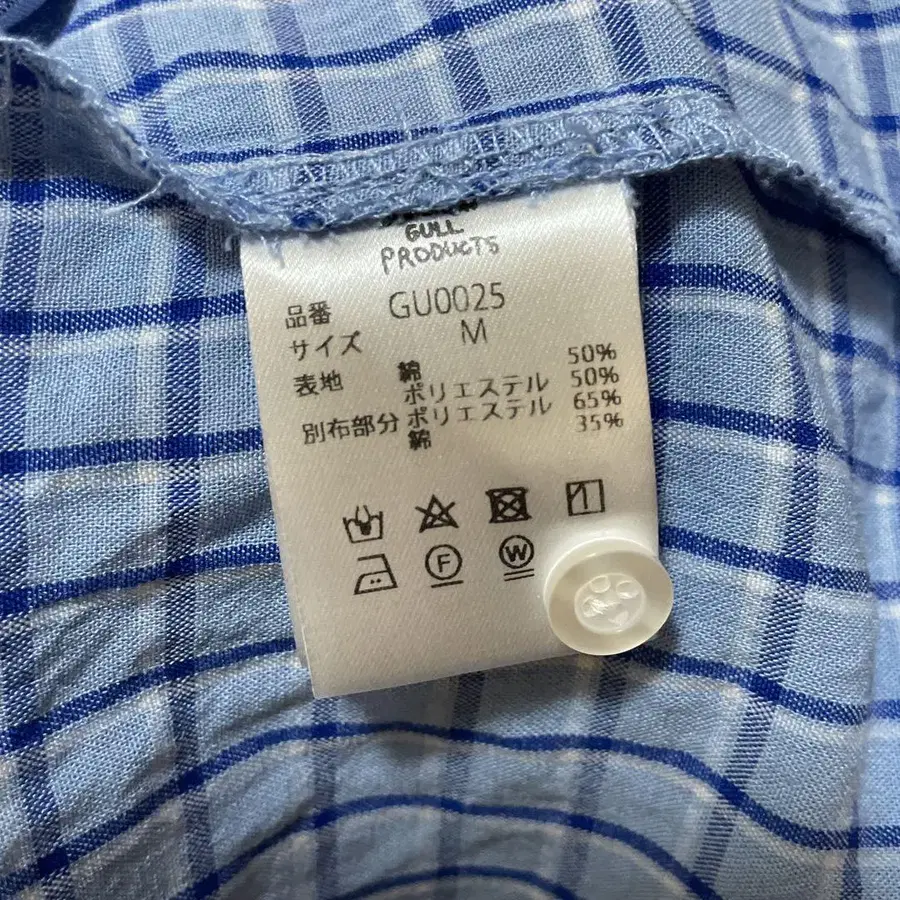 GULL
PRODUCTS
品番 GU0025
サイズ M
表地 綿 50%
ポリエステル 50%
別布部分 ポリエステル 65%
綿 35%
F W